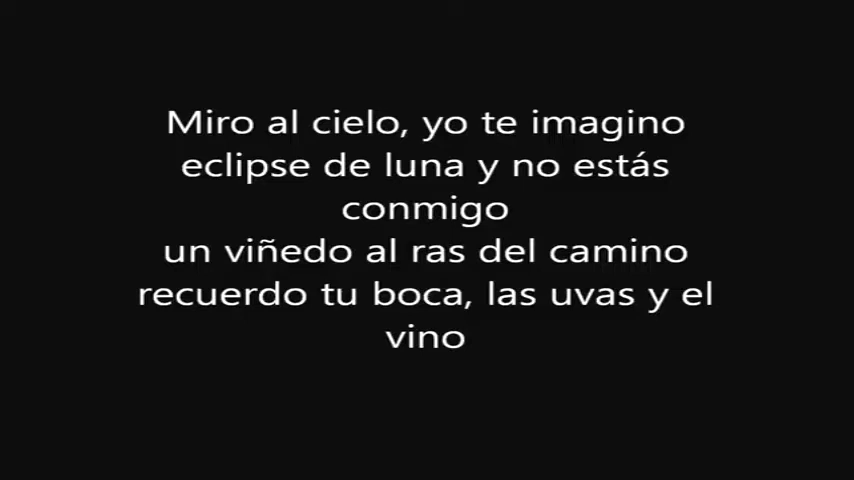 Miro al cielo, yo te imagino
eclipse de luna y no estás
conmigo
un viñedo al ras del camino
recuerdo tu boca, las uvas y el
vino